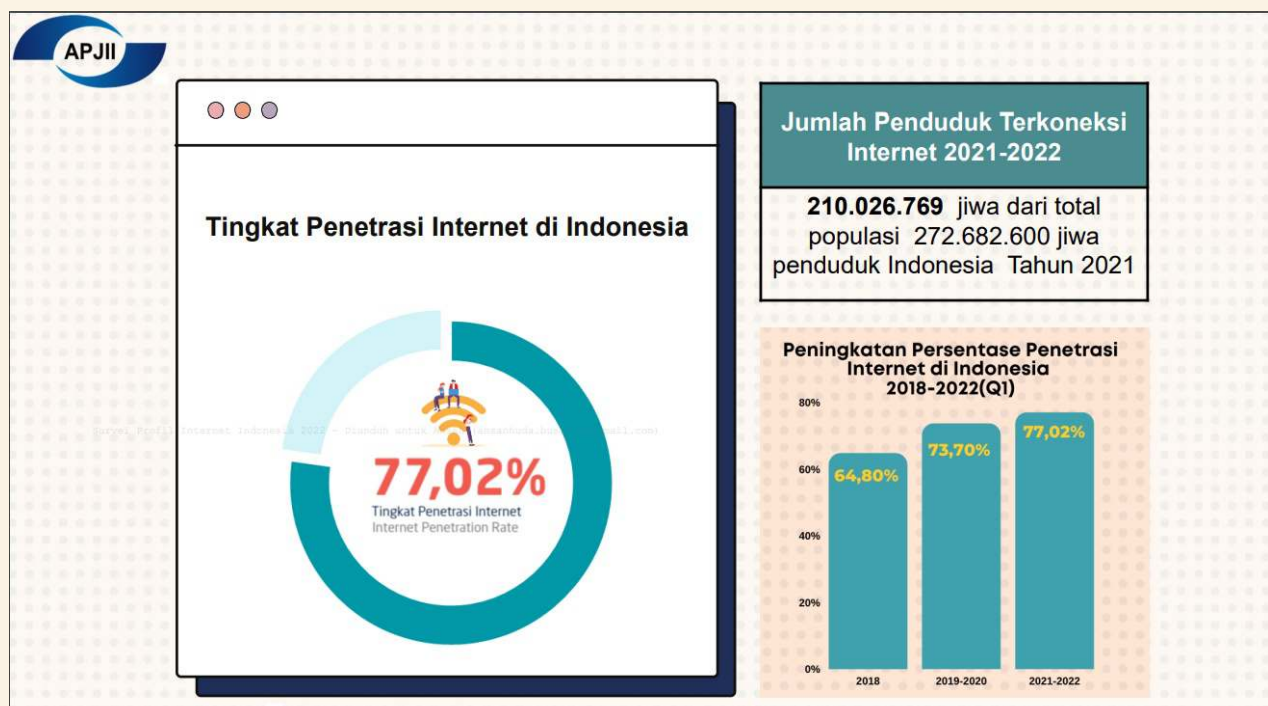 APJII
Tingkat Penetrasi Internet di Indonesia
77,02%
Tingkat Penetrasi Internet
Internet Penetration Rate
Jumlah Penduduk Terkoneksi
Internet 2021-2022
210.026.769 jiwa dari total
populasi 272.682.600 jiwa
penduduk Indonesia Tahun 2021
Peningkatan Persentase Penetrasi
Internet di Indonesia
2018-2022(Q1)
80%
60%
40%
20%
0%
64,80%
73,70%
77,02%
2018
2019-2020
2021-2022